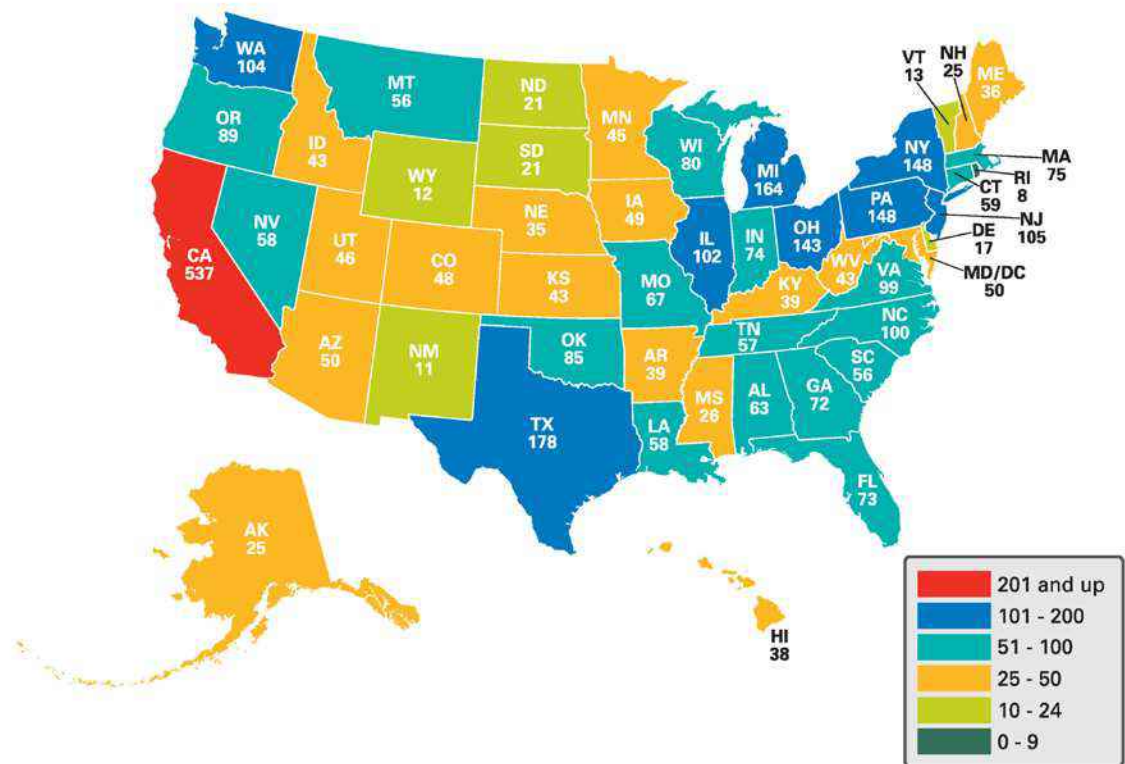 WA
104
MT
56
ND
21
MN
45
VT
13
NH
25
ME
36
OR
89
ID
43
SD
21
WI
80
MI
164
NY
148
MA
75
WY
12
RI
8
CT
59
PA
148
NJ
105
NV
58
NE
35
IA
49
IL
102
IN
74
OH
143
DE
17
MD/DC
50
CA
537
UT
46
CO
48
KS
43
MO
67
KY
39
WV
43
VA
99
NC
100
AZ
50
NM
11
OK
85
AR
39
TN
57
SC
56
MS
26
AL
63
GA
72
TX
178
LA
58
FL
73
AK
25
HI
38
201 and up
101 - 200
51 - 100
25 - 50
10 - 24
0 - 9